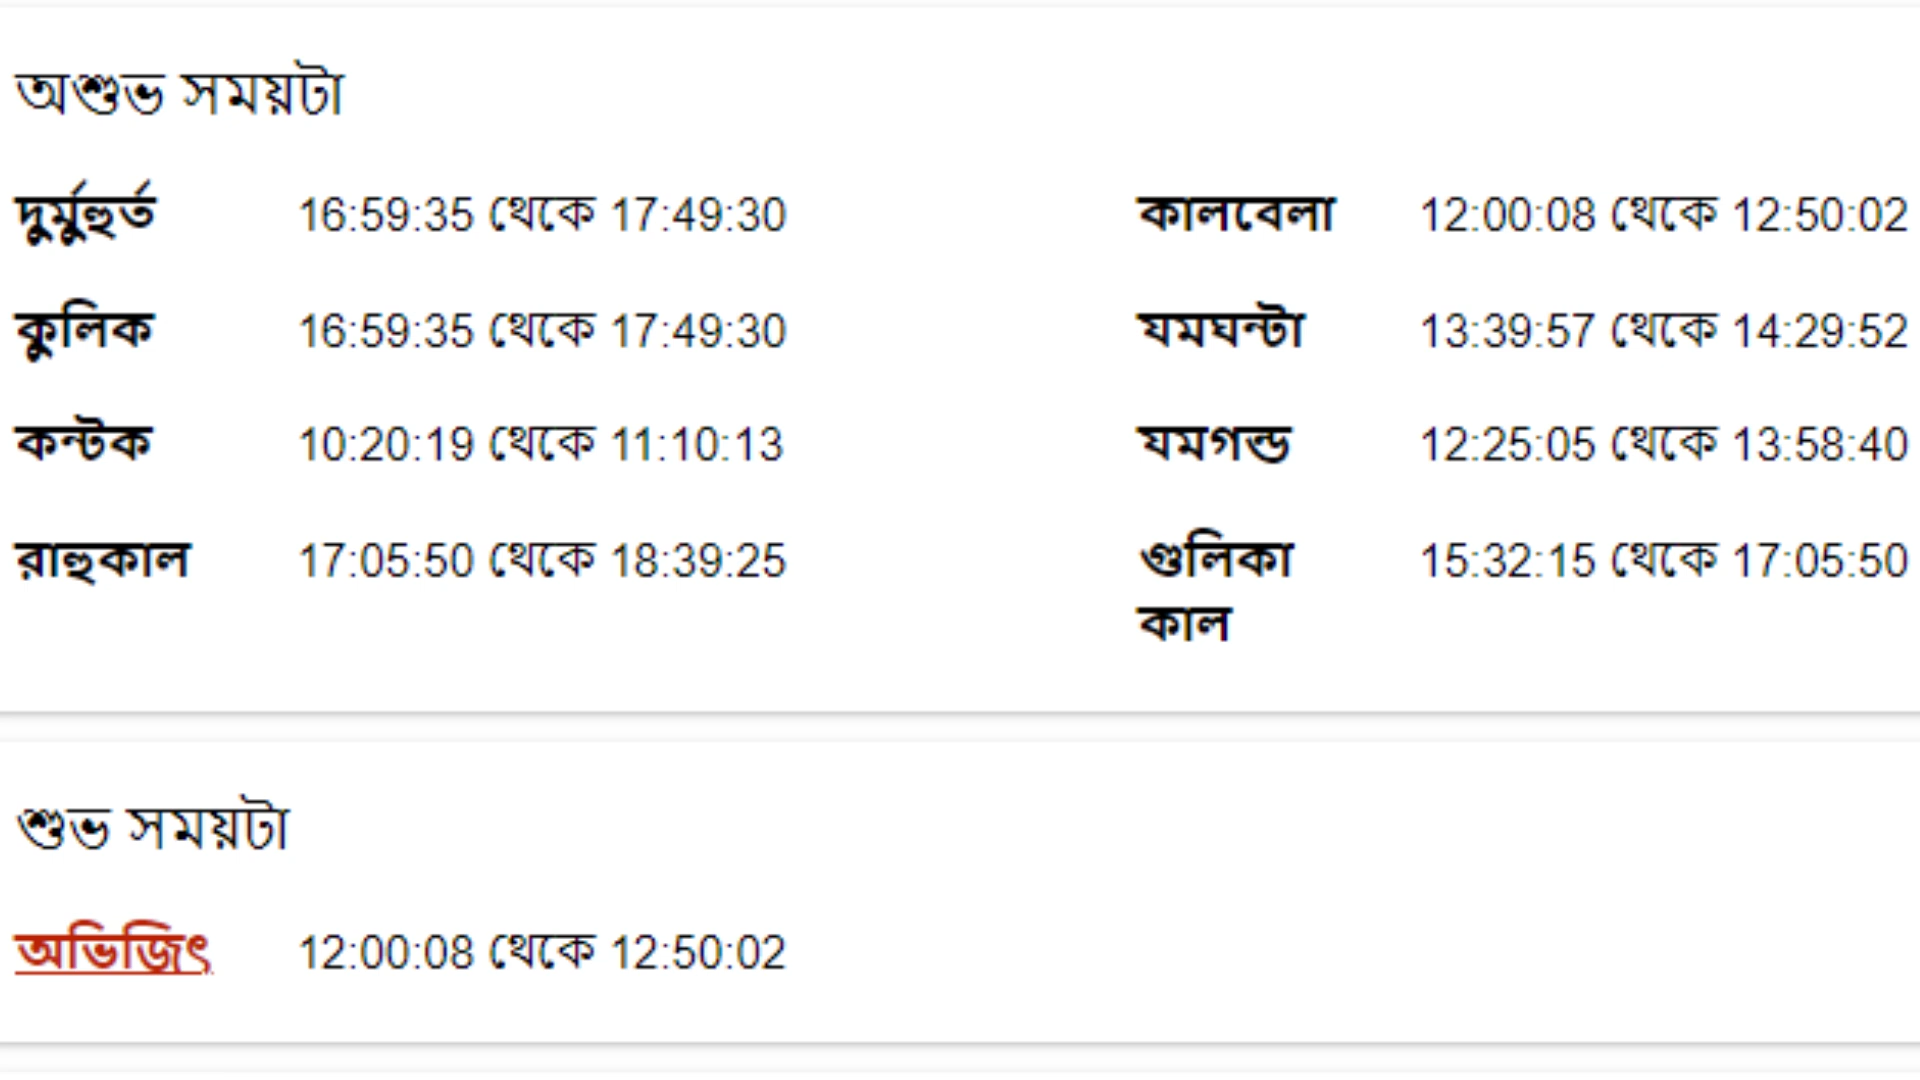 অশুভ সময়টা
দুর্মুহুর্ত 16:59:35 থেকে 17:49:30 কালবেলা 12:00:08 থেকে 12:50:02
কুলিক 16:59:35 থেকে 17:49:30 যমঘন্টা 13:39:57 থেকে 14:29:52
কন্টক 10:20:19 থেকে 11:10:13 যমগন্ড 12:25:05 থেকে 13:58:40
রাহুকাল 17:05:50 থেকে 18:39:25 গুলিকা 15:32:15 থেকে 17:05:50
কাল
শুভ সময়টা
অভিজিৎ 12:00:08 থেকে 12:50:02